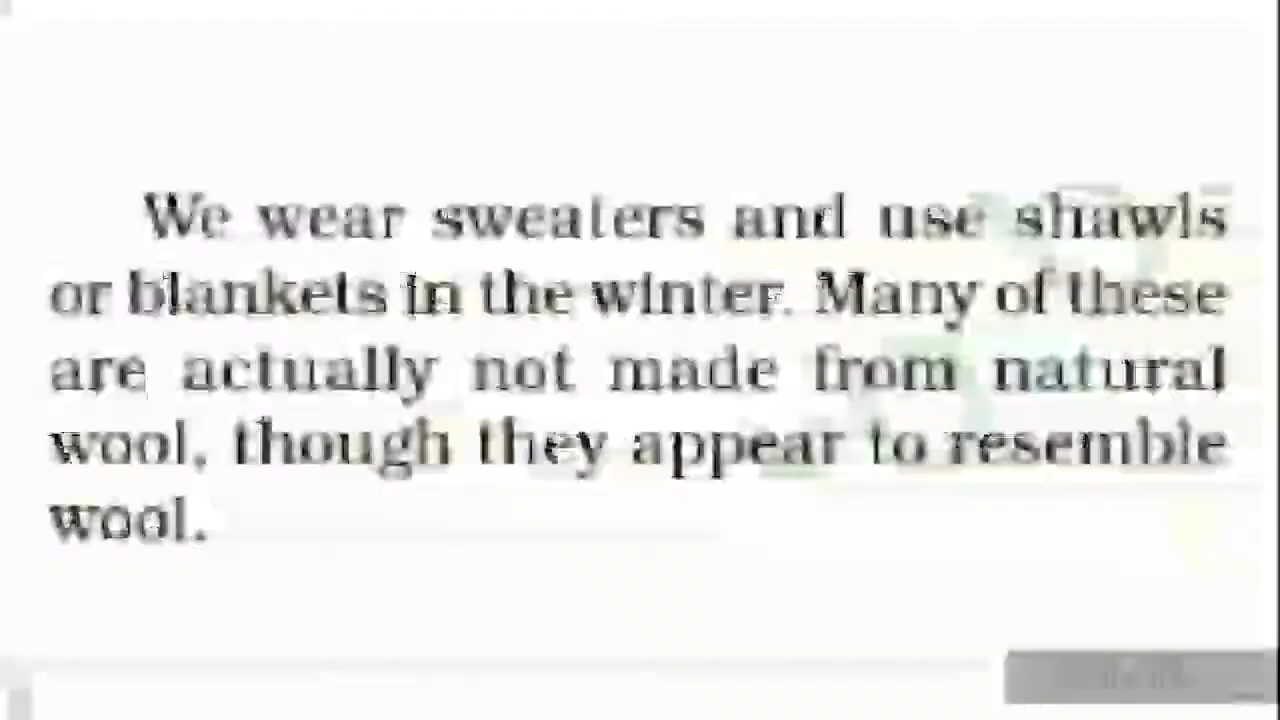 We wear sweaters and use shawls
or blankets in the winter. Many of these
are actually not made from natural
wool, though they appear to resemble
wool.